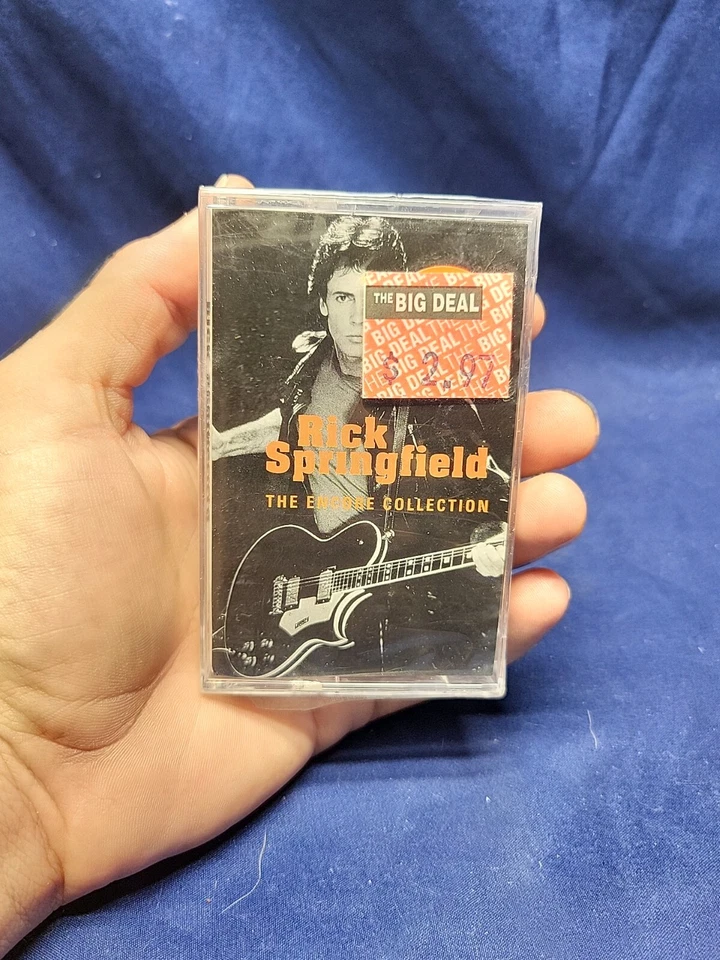 THE BIG DEAL
$ 2.97
Rick
Springfield
THE ENCORE COLLECTION